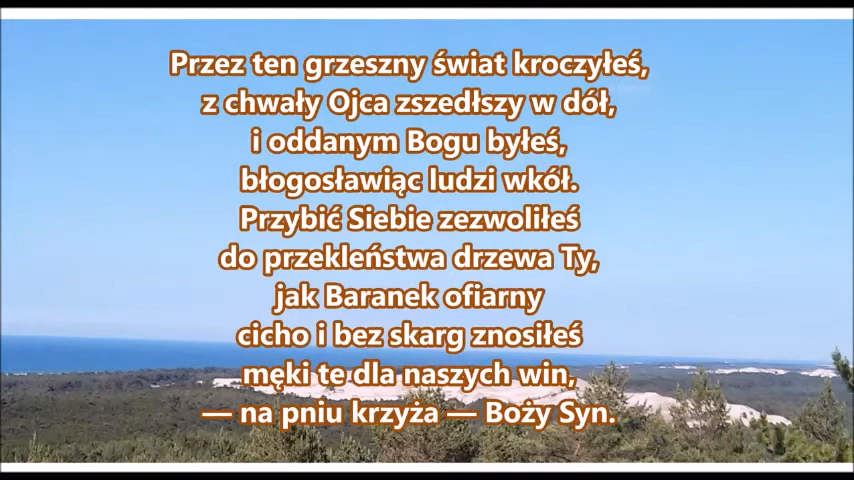 Przez ten grzeszny świat kroczyłeś,
z chwały Ojca zszedłszy w dół,
i oddanym Bogu byłeś,
błogosławiąc ludzi wkół.
Przybić Siebie zezwoliłeś
do przekleństwa drzewa Ty,
jak Baranek ofiarny
cicho i bez skarg znosiłeś
męki te dla naszych win,
— na pniu krzyża — Boży Syn.